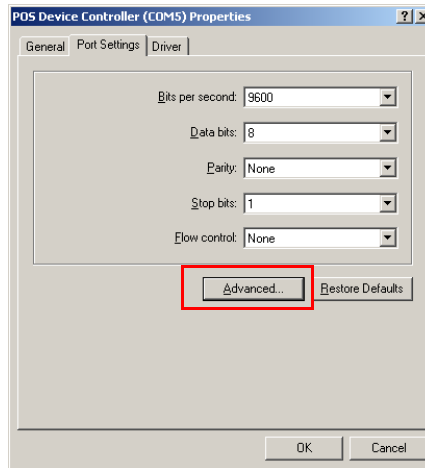 POS Device Controller (COM5) Properties
General Port Settings Driver
Bits per second: 9600
Data bits: 8
Parity: None
Stop bits: 1
Flow control: None
Advanced... Restore Defaults
OK Cancel